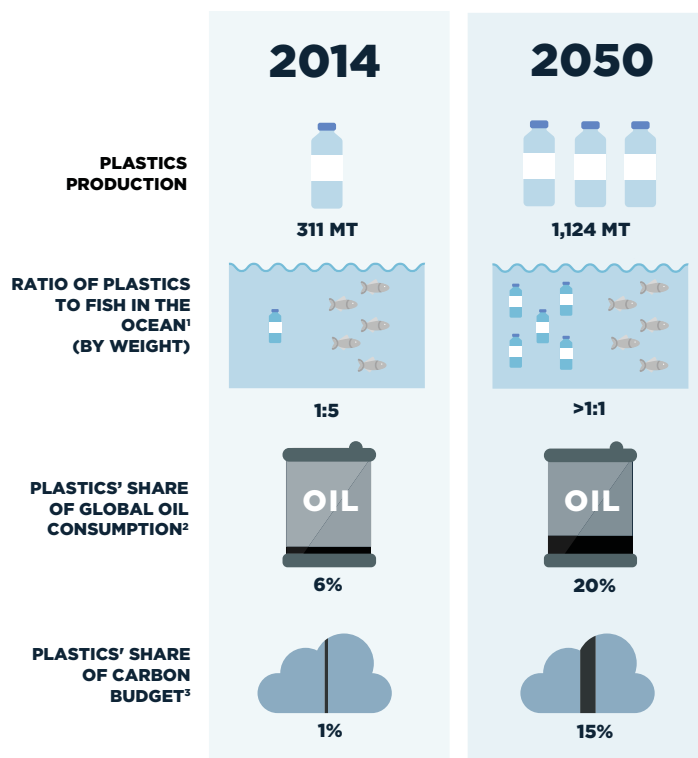 2014
2050
PLASTICS
PRODUCTION
311 MT
1,124 MT
RATIO OF PLASTICS
TO FISH IN THE
OCEAN¹
(BY WEIGHT)
1:5
>1:1
PLASTICS’ SHARE
OF GLOBAL OIL
CONSUMPTION²
OIL
OIL
6%
20%
PLASTICS' SHARE
OF CARBON
BUDGET³
1%
15%